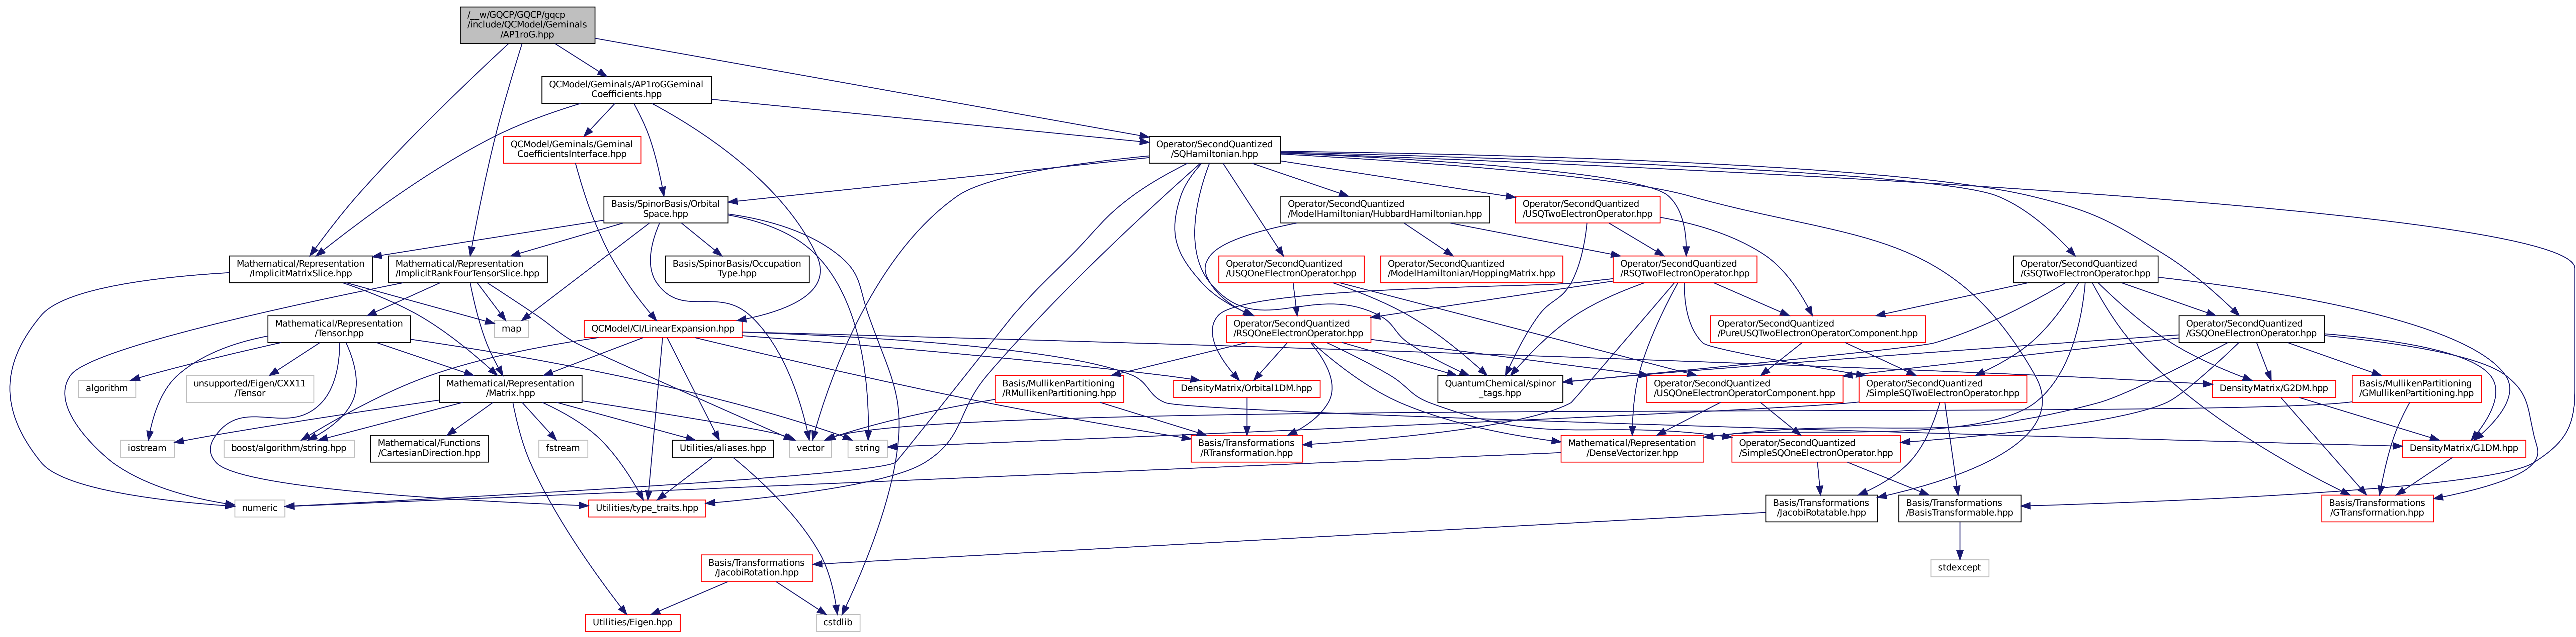 /__w/GQCP/GQCP/gqcp
/include/QCModel/Geminals
/AP1roG.hpp
QCModel/Geminals/AP1roGGeminal
Coefficients.hpp
QCModel/Geminals/Geminal
CoefficientsInterface.hpp
Operator/SecondQuantized
/SQHamiltonian.hpp
Basis/SpinorBasis/Orbital
Space.hpp
Operator/SecondQuantized
/ModelHamiltonian/HubbardHamiltonian.hpp
Operator/SecondQuantized
/USQTwoElectronOperator.hpp
Mathematical/Representation
/ImplicitMatrixSlice.hpp
Mathematical/Representation
/ImplicitRankFourTensorSlice.hpp
Basis/SpinorBasis/Occupation
Type.hpp
Operator/SecondQuantized
/USQOneElectronOperator.hpp
Operator/SecondQuantized
/ModelHamiltonian/HoppingMatrix.hpp
Operator/SecondQuantized
/RSQTwoElectronOperator.hpp
Operator/SecondQuantized
/GSQTwoElectronOperator.hpp
Mathematical/Representation
/Tensor.hpp
map
QCModel/CI/LinearExpansion.hpp
Operator/SecondQuantized
/RSQOneElectronOperator.hpp
Operator/SecondQuantized
/PureUSQTwoElectronOperatorComponent.hpp
Operator/SecondQuantized
/GSQOneElectronOperator.hpp
algorithm
unsupported/Eigen/CXX11
/Tensor
Mathematical/Representation
/Matrix.hpp
Basis/MullikenPartitioning
/RMullikenPartitioning.hpp
DensityMatrix/Orbital1DM.hpp
QuantumChemical/spinor
_tags.hpp
Operator/SecondQuantized
/USQOneElectronOperatorComponent.hpp
Operator/SecondQuantized
/SimpleSQTwoElectronOperator.hpp
DensityMatrix/G2DM.hpp
Basis/MullikenPartitioning
/GMullikenPartitioning.hpp
iostream
boost/algorithm/string.hpp
Mathematical/Functions
/CartesianDirection.hpp
fstream
Utilities/aliases.hpp
vector
string
Basis/Transformations
/RTransformation.hpp
Mathematical/Representation
/DenseVectorizer.hpp
Operator/SecondQuantized
/SimpleSQOneElectronOperator.hpp
DensityMatrix/G1DM.hpp
numeric
Utilities/type_traits.hpp
Basis/Transformations
/JacobiRotatable.hpp
Basis/Transformations
/BasisTransformable.hpp
Basis/Transformations
/GTransformation.hpp
Basis/Transformations
/JacobiRotation.hpp
stdexcept
Utilities/Eigen.hpp
cstdlib